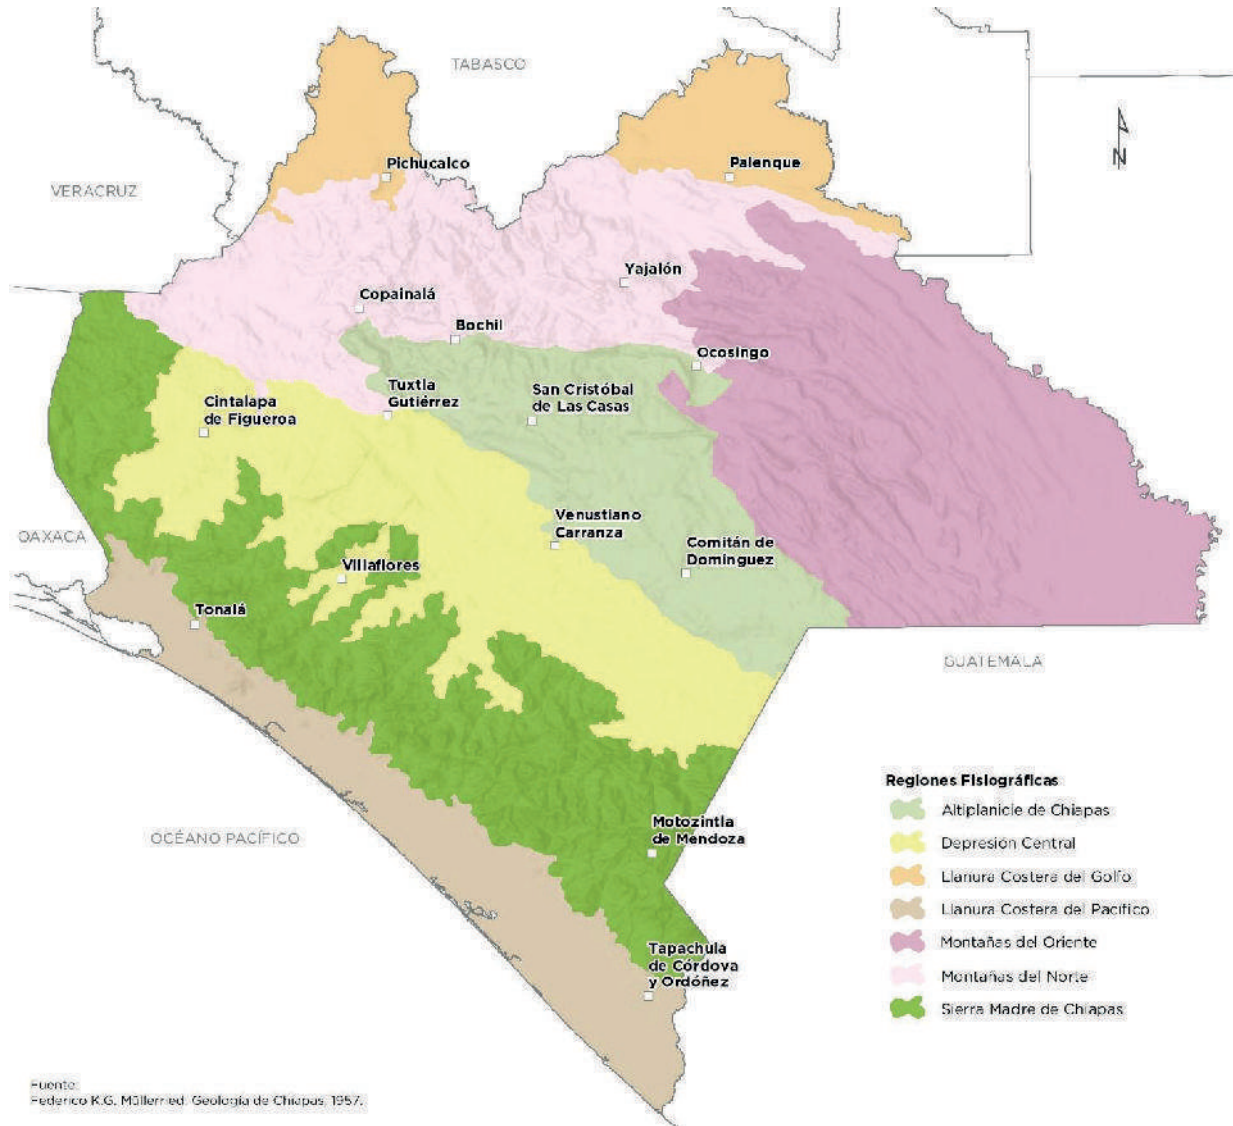 TABASCO
Pichucalco
Palenque
N
VERACRUZ
Yajalón
Copainalá
Bochil
Ocosingo
Tuxtla
Gutiérrez
San Cristóbal
de Las Casas
Cintalapa
de Figueroa
Venustiano
Carranza
OAXACA
Comitán de
Domínguez
Villaflores
Tonalá
GUATEMALA
Regiones Fisiográficas
Altiplanicie de Chiapas
Depresión Central
Llanura Costera del Golfo
Llanura Costera del Pacífico
Montañas del Oriente
Montañas del Norte
Sierra Madre de Chiapas
OCÉANO PACÍFICO
Motozintla
de Mendoza
Tapachula
de Córdova
y Ordóñez
Fuente:
Federico K.G. Müllerried. Geología de Chiapas, 1957.